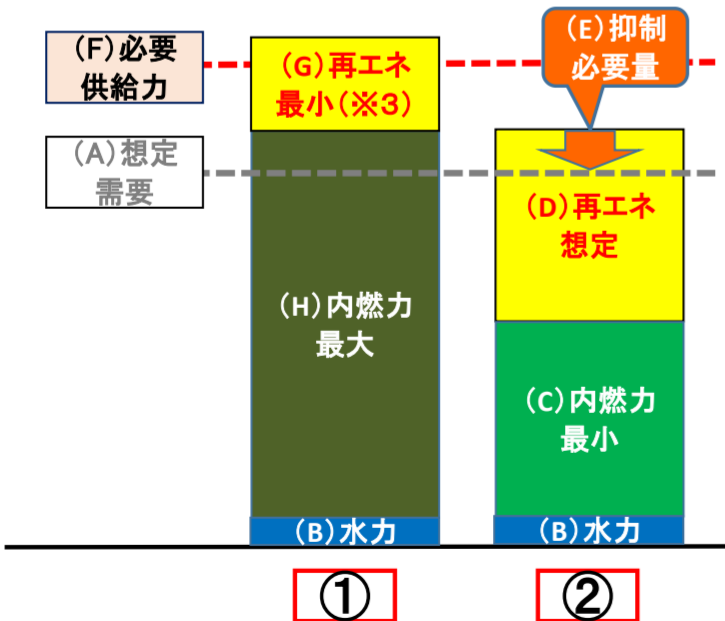 (F)必要
供給力
(A)想定
需要
(G)再エネ
最小(※3)
(H)内燃力
最大
(B)水力
①
(E)抑制
必要量
(D)再エネ
想定
(C)内燃力
最小
(B)水力
②